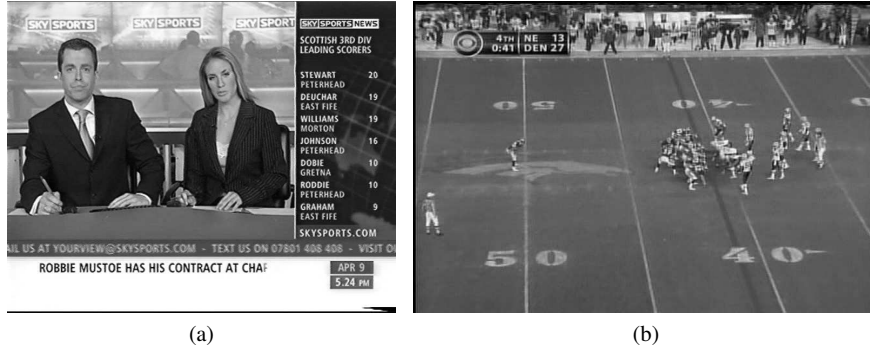 SKY SPORTS
SKY SPORTS
SKY SPORTS
SKY SPORTS NEWS
SCOTTISH 3RD DIV
LEADING SCORERS
STEWART 20
PETERHEAD
DEUCHAR 19
EAST FIFE
WILLIAMS 19
MORTON
JOHNSON 16
PETERHEAD
DOBIE 10
GRETNA
RODDIE 10
PETERHEAD
GRAHAM 9
EAST FIFE
SKYSPORTS.COM
AIL US AT YOURVIEW@SKYSPORTS.COM - TEXT US ON 07801 408 408 - VISIT O
ROBBIE MUSTOE HAS HIS CONTRACT AT CHA
APR 9
5.24 PM
(a)
4TH NE 13
0:41 DEN 27
50 40
50 40
(b)